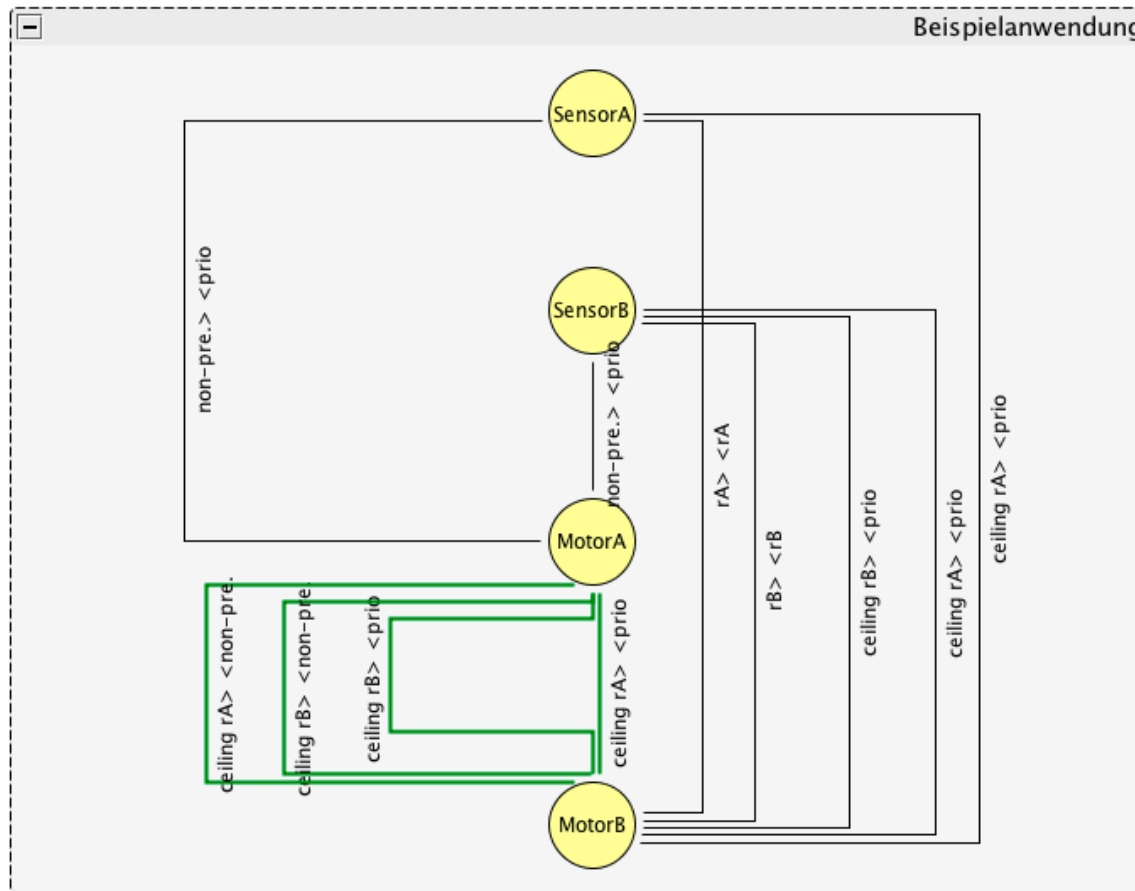 Beispielanwendung
SensorA
non-pre.> <prio
SensorB
non-pre.> <prio
rA> <rA
rB> <rB
ceiling rB> <prio
ceiling rA> <prio
ceiling rA> <prio
MotorA
ceiling rA> <non-pre.
ceiling rB> <non-pre.
ceiling rB> <prio
ceiling rA> <prio
MotorB